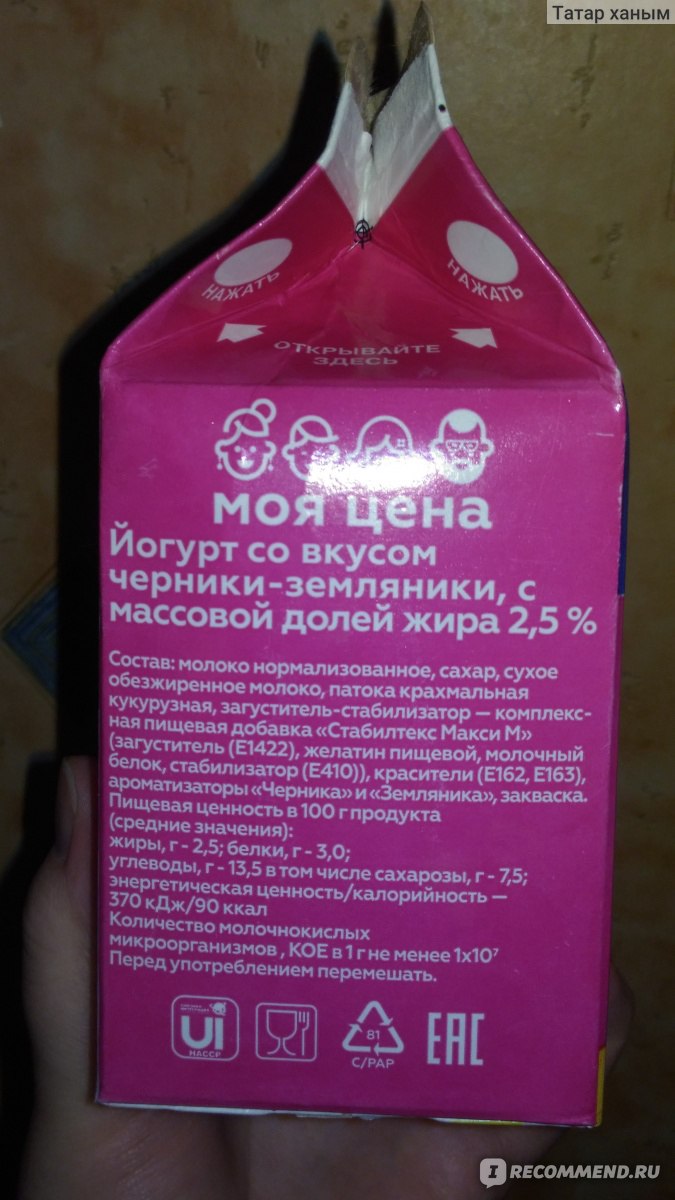 Татар ханым
НАЖАТЬ
НАЖАТЬ
ОТКРЫВАЙТЕ
ЗДЕСЬ
моя цена
Йогурт со вкусом
черники-земляники, с
массовой долей жира 2,5 %
Состав: молоко нормализованное, сахар, сухое
обезжиренное молоко, патока крахмальная
кукурузная, загуститель-стабилизатор — комплекс-
ная пищевая добавка «Стабилтекс Макси М»
(загуститель (Е1422), желатин пищевой, молочный
белок, стабилизатор (Е410)), красители (Е162, Е163),
ароматизаторы «Черника» и «Земляника», закваска.
Пищевая ценность в 100 г продукта
(средние значения):
жиры, г - 2,5; белки, г - 3,0;
углеводы, г - 13,5 в том числе сахарозы, г - 7,5;
энергетическая ценность/калорийность —
370 кДж/90 ккал
Количество молочнокислых
микроорганизмов , КОЕ в 1 г не менее 1х10⁷
Перед употреблением перемешать.
UI
HACCP
81
C/PAP
EAC
IRECOMMEND.RU